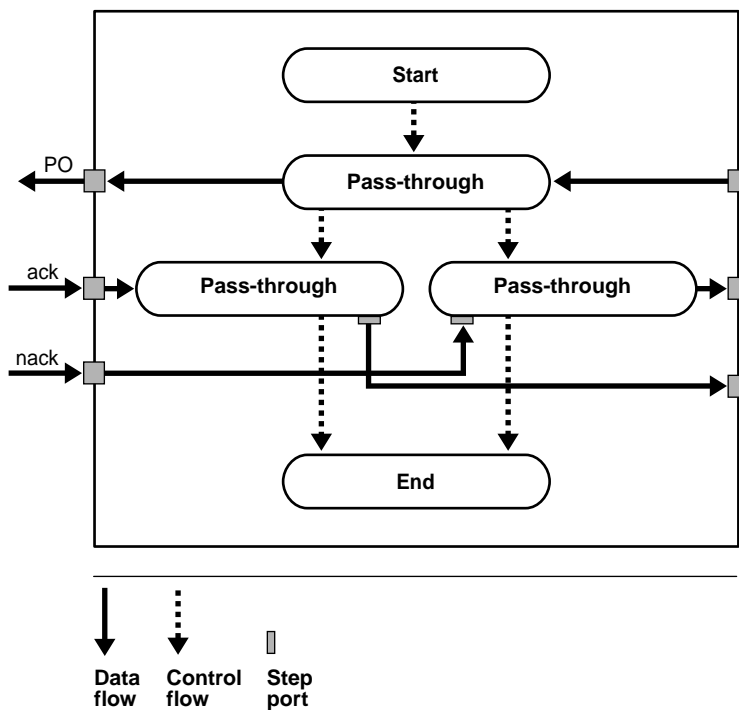 Start
PO
Pass-through
ack
Pass-through
Pass-through
nack
End
Data
flow
Control
flow
Step
port